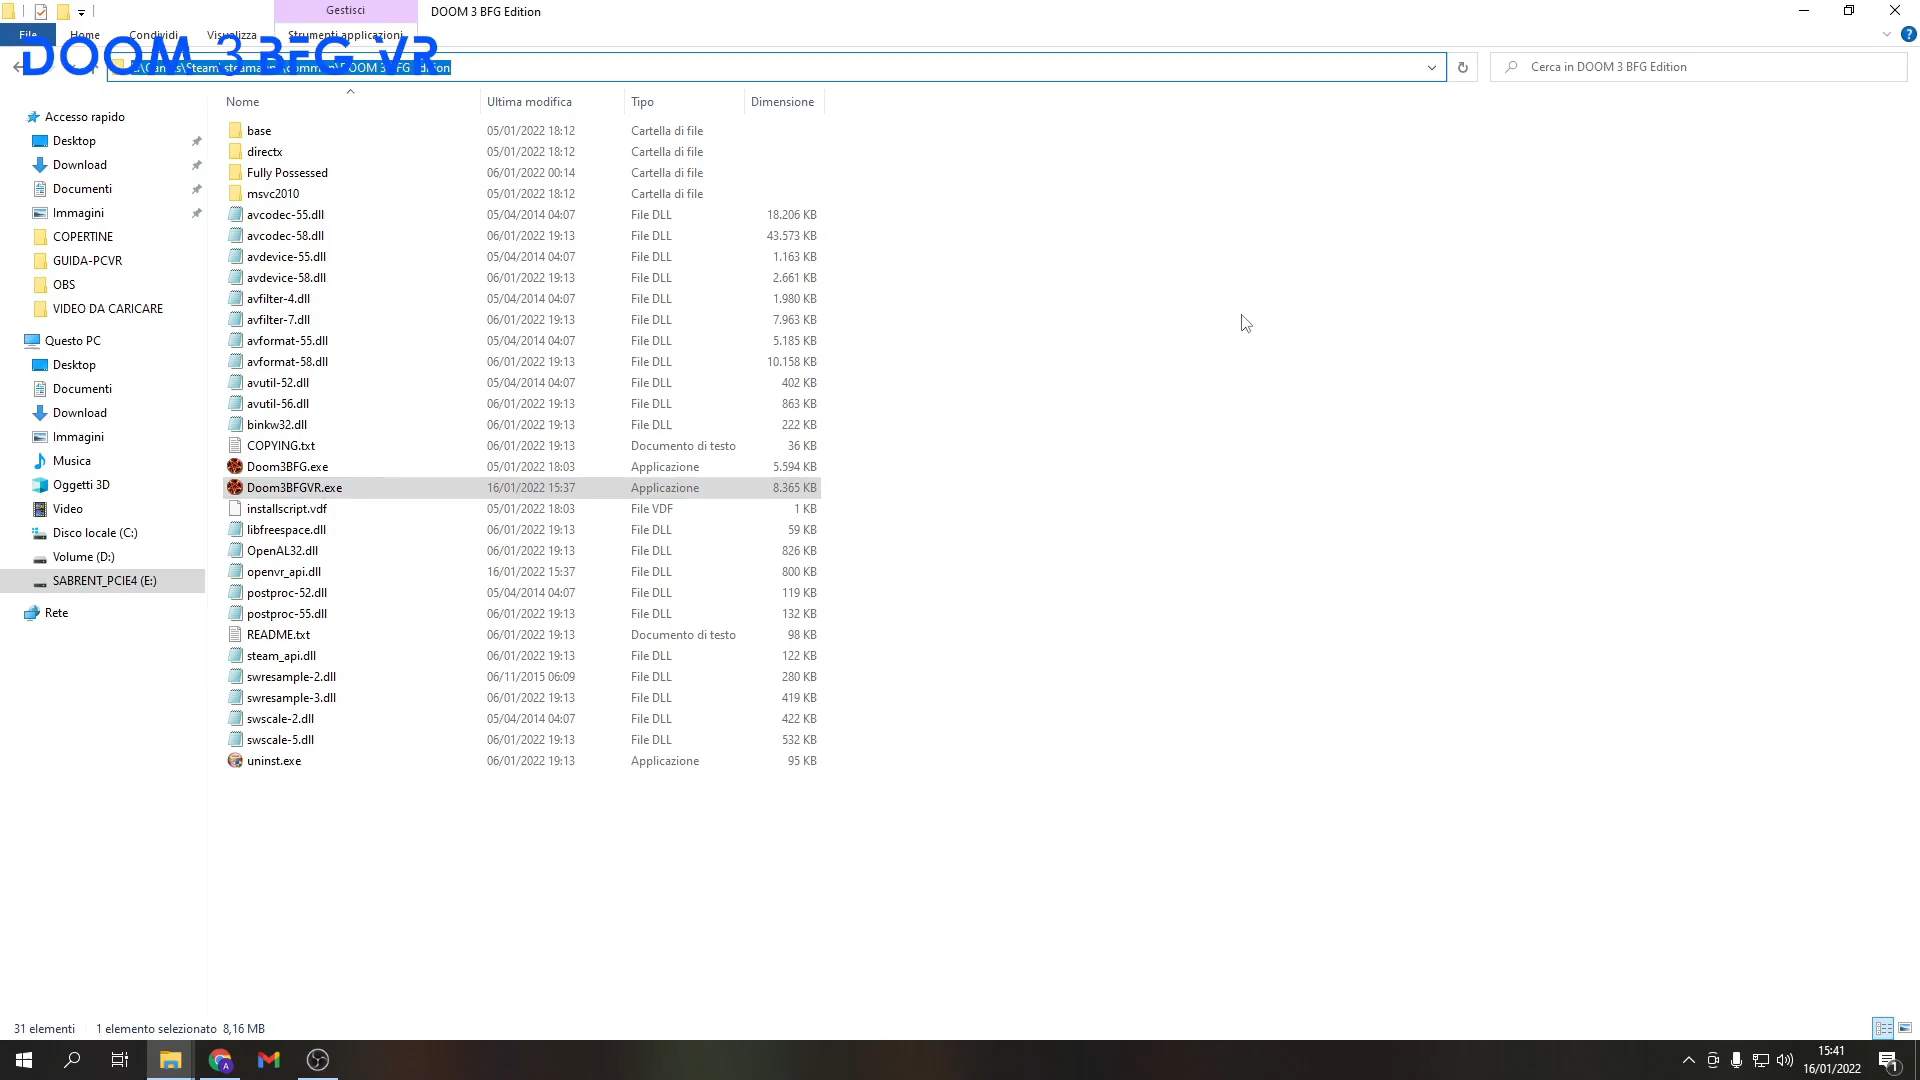 Gestisci
DOOM 3 BFG Edition
File Home Condividi Visualizza Strumenti applicazioni
DOOM 3 BFG VR
Cerca in DOOM 3 BFG Edition
Nome Ultima modifica Tipo Dimensione
Accesso rapido
Desktop
Download
Documenti
Immagini
COPERTINE
GUIDA-PCVR
OBS
VIDEO DA CARICARE
Questo PC
Desktop
Documenti
Download
Immagini
Musica
Oggetti 3D
Video
Disco locale (C:)
Volume (D:)
SABRENT_PCIE4 (E:)
Rete
base 05/01/2022 18:12 Cartella di file
directx 05/01/2022 18:12 Cartella di file
Fully Possessed 06/01/2022 00:14 Cartella di file
msvc2010 05/01/2022 18:12 Cartella di file
avcodec-55.dll 05/04/2014 04:07 File DLL 18.206 KB
avcodec-58.dll 06/01/2022 19:13 File DLL 43.573 KB
avdevice-55.dll 05/04/2014 04:07 File DLL 1.163 KB
avdevice-58.dll 06/01/2022 19:13 File DLL 2.661 KB
avfilter-4.dll 05/04/2014 04:07 File DLL 1.980 KB
avfilter-7.dll 06/01/2022 19:13 File DLL 7.963 KB
avformat-55.dll 05/04/2014 04:07 File DLL 5.185 KB
avformat-58.dll 06/01/2022 19:13 File DLL 10.158 KB
avutil-52.dll 05/04/2014 04:07 File DLL 402 KB
avutil-56.dll 06/01/2022 19:13 File DLL 863 KB
binkw32.dll 06/01/2022 19:13 File DLL 222 KB
COPYING.txt 06/01/2022 19:13 Documento di testo 36 KB
Doom3BFG.exe 05/01/2022 18:03 Applicazione 5.594 KB
Doom3BFGVR.exe 16/01/2022 15:37 Applicazione 8.365 KB
installscript.vdf 05/01/2022 18:03 File VDF 1 KB
libfreespace.dll 06/01/2022 19:13 File DLL 59 KB
OpenAL32.dll 06/01/2022 19:13 File DLL 826 KB
openvr_api.dll 16/01/2022 15:37 File DLL 800 KB
postproc-52.dll 05/04/2014 04:07 File DLL 119 KB
postproc-55.dll 06/01/2022 19:13 File DLL 132 KB
README.txt 06/01/2022 19:13 Documento di testo 98 KB
steam_api.dll 06/01/2022 19:13 File DLL 122 KB
swresample-2.dll 06/11/2015 06:09 File DLL 280 KB
swresample-3.dll 06/01/2022 19:13 File DLL 419 KB
swscale-2.dll 05/04/2014 04:07 File DLL 422 KB
swscale-5.dll 06/01/2022 19:13 File DLL 532 KB
uninst.exe 06/01/2022 19:13 Applicazione 95 KB
31 elementi 1 elemento selezionato 8,16 MB
15:41
16/01/2022
1